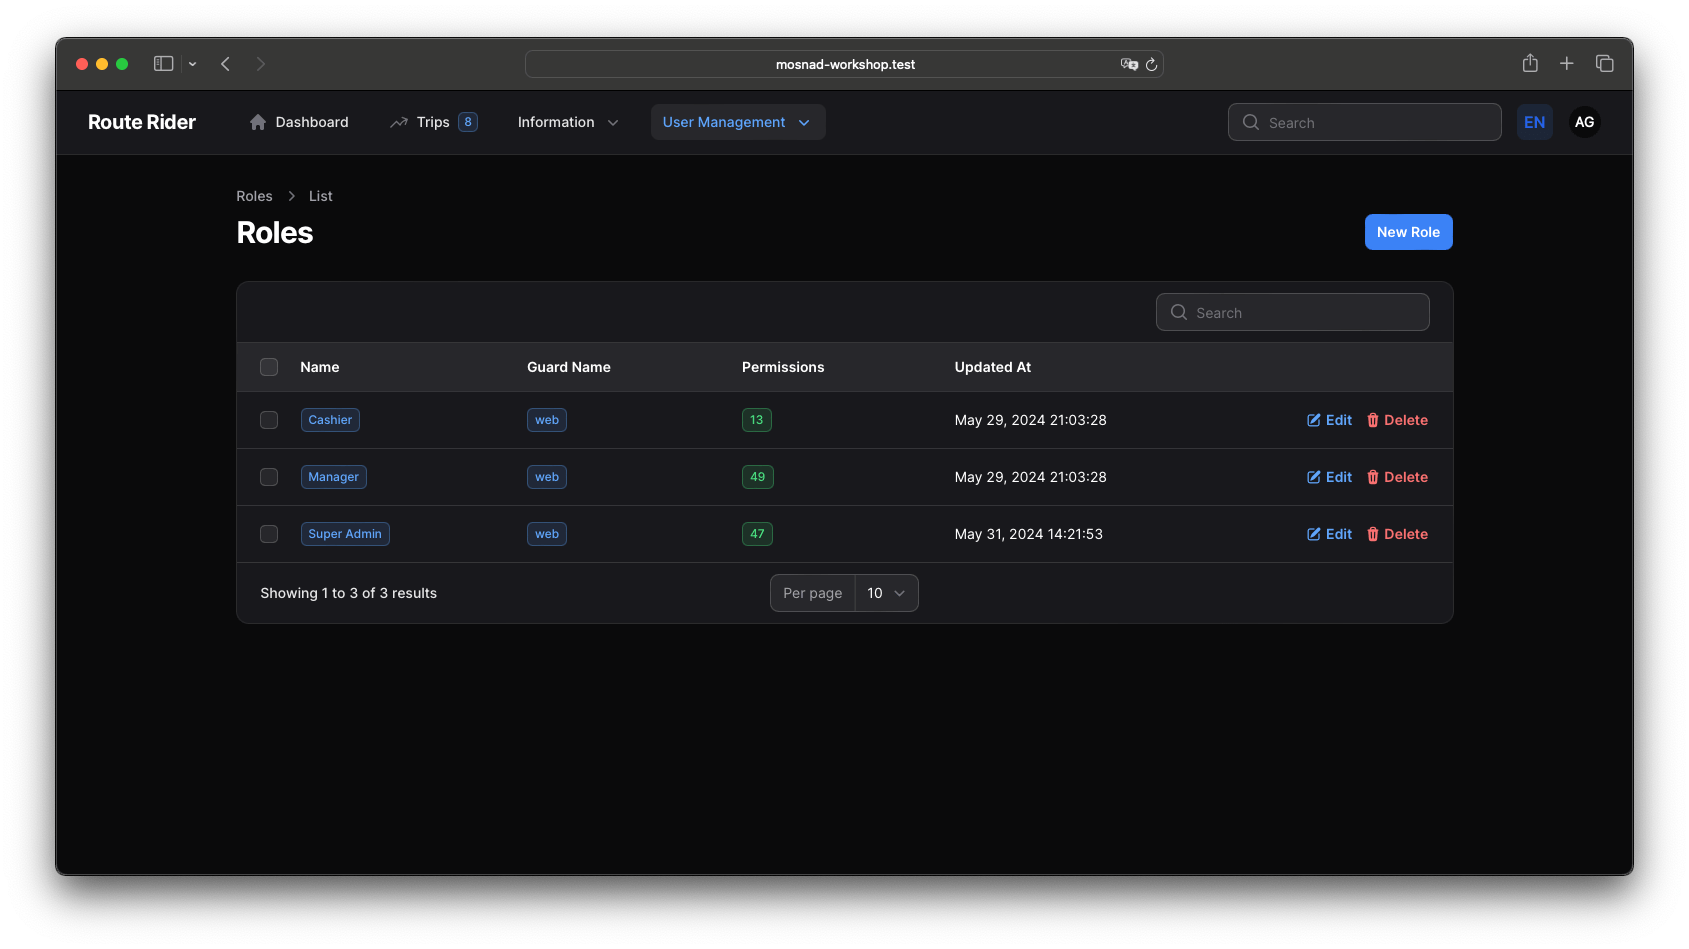 mosnad-workshop.test
Route Rider Dashboard Trips 8 Information User Management Search EN AG
Roles List
Roles
New Role
Search
Name Guard Name Permissions Updated At
Cashier web 13 May 29, 2024 21:03:28 Edit Delete
Manager web 49 May 29, 2024 21:03:28 Edit Delete
Super Admin web 47 May 31, 2024 14:21:53 Edit Delete
Showing 1 to 3 of 3 results Per page 10